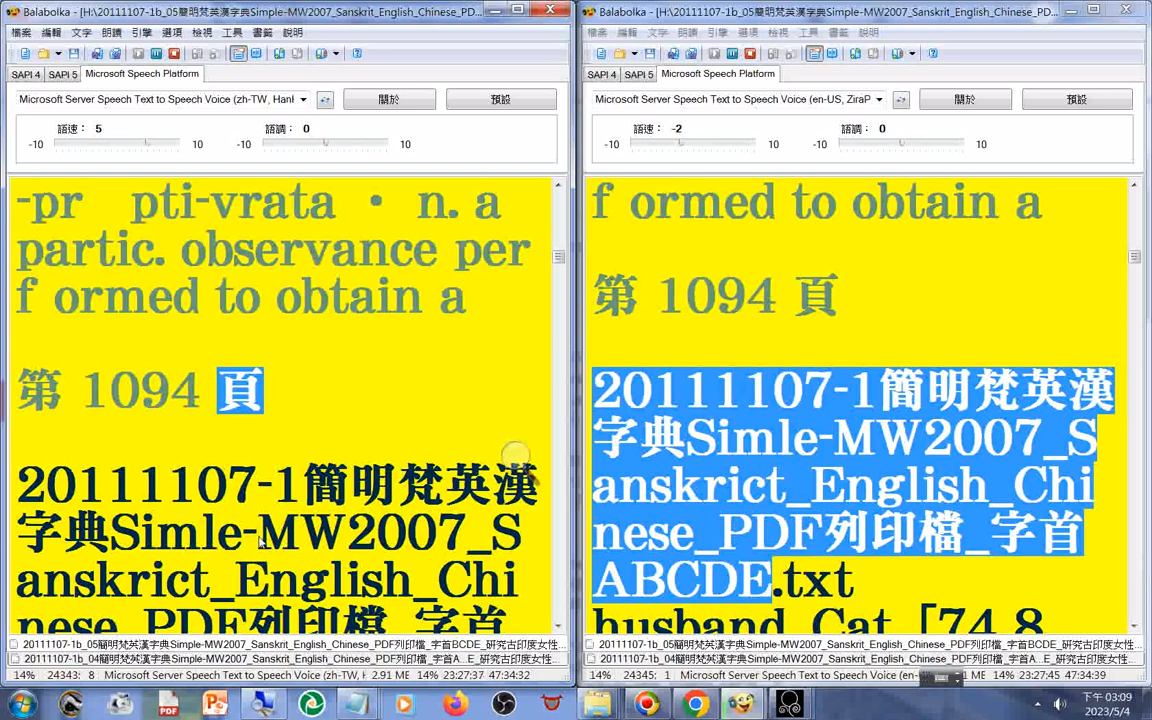 Balabolka - [H:\20111107-1b_05簡明梵英漢字典Simple-MW2007_Sanskrit_English_Chinese_PD...
檔案 編輯 文字 朗讀 引擎 選項 檢視 工具 書籤 說明
SAPI 4 SAPI 5 Microsoft Speech Platform
Microsoft Server Speech Text to Speech Voice (zh-TW, HanH 關於 預設
語速： 5 語調： 0
-10 10 -10 10
-pr pti-vrata • n. a
partic. observance per
f ormed to obtain a
第 1094 頁
20111107-1簡明梵英漢
字典Simle-MW2007_S
anskrict_English_Chi
nese_PDF列印檔_字首
20111107-1b_05簡明梵英漢字典Simple-MW2007_Sanskrit_English_Chinese_PDF列印檔_字首BCDE_研究古印度女性...
20111107-1b_04簡明梵英漢字典Simple-MW2007_Sanskrit_English_Chinese_PDF列印檔_字首A...E_研究古印度女性...
14% 24343: 8 Microsoft Server Speech Text to Speech Voice (zh-TW, H 2.91 ME 14% 23:27:37 47:34:32
Balabolka - [H:\20111107-1b_05簡明梵英漢字典Simple-MW2007_Sanskrit_English_Chinese_PD...
檔案 編輯 文字 朗讀 引擎 選項 檢視 工具 書籤 說明
SAPI 4 SAPI 5 Microsoft Speech Platform
Microsoft Server Speech Text to Speech Voice (en-US, ZiraP 關於 預設
語速： -2 語調： 0
-10 10 -10 10
f ormed to obtain a
第 1094 頁
20111107-1簡明梵英漢
字典Simle-MW2007_S
anskrict_English_Chi
nese_PDF列印檔_字首
ABCDE.txt
husband Cat. [74,8
20111107-1b_05簡明梵英漢字典Simple-MW2007_Sanskrit_English_Chinese_PDF列印檔_字首BCDE_研究古印度女性...
20111107-1b_04簡明梵英漢字典Simple-MW2007_Sanskrit_English_Chinese_PDF列印檔_字首A...E_研究古印度女性...
14% 24345: 1 Microsoft Server Speech Text to Speech Voice (en-US ME 14% 23:27:45 47:34:39
下午 03:09
2023/5/4